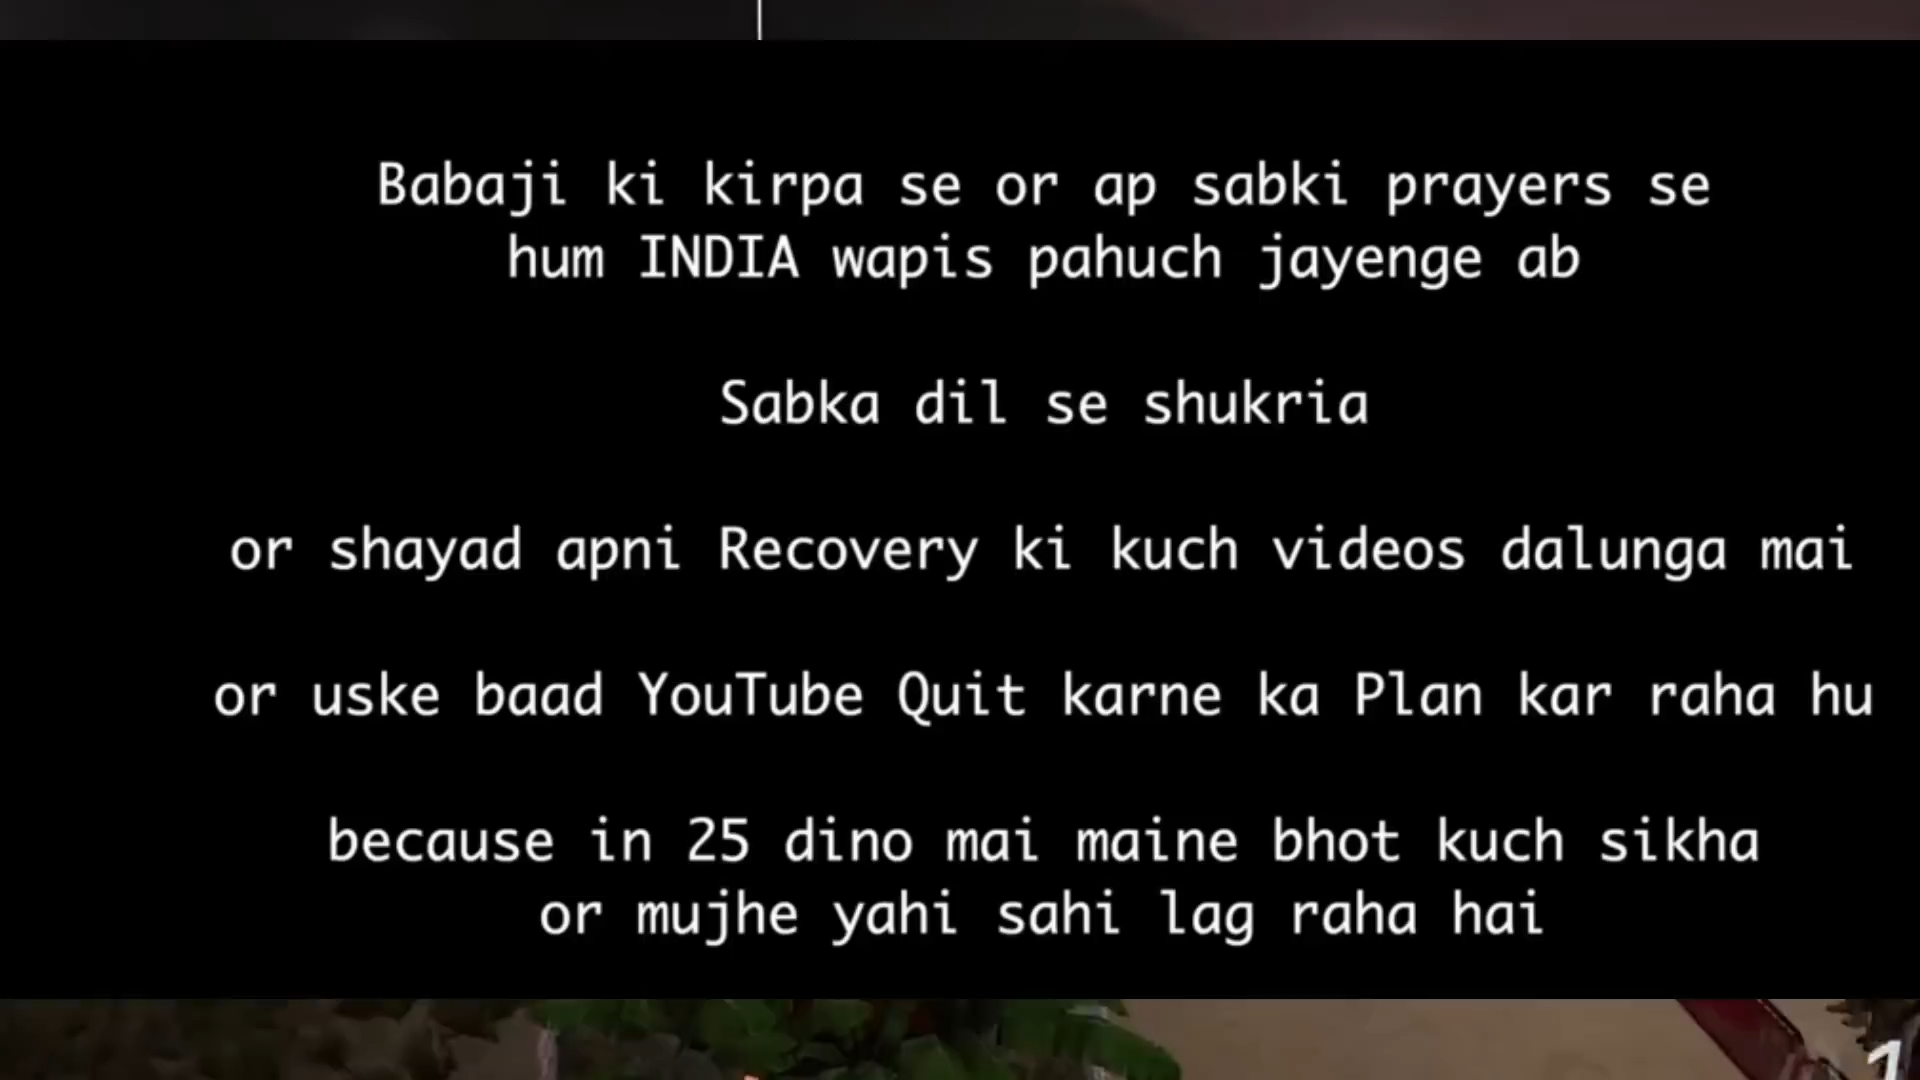 Babaji ki kirpa se or ap sabki prayers se
hum INDIA wapis pahuch jayenge ab
Sabka dil se shukria
or shayad apni Recovery ki kuch videos dalunga mai
or uske baad YouTube Quit karne ka Plan kar raha hu
because in 25 dino mai maine bhot kuch sikha
or mujhe yahi sahi lag raha hai
1